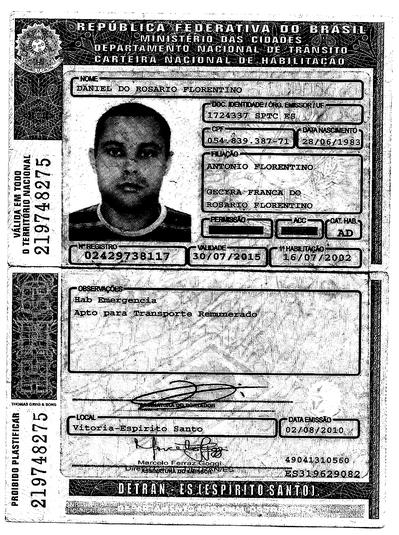 REPÚBLICA FEDERATIVA DO BRASIL
MINISTÉRIO DAS CIDADES
DEPARTAMENTO NACIONAL DE TRÂNSITO
CARTEIRA NACIONAL DE HABILITAÇÃO
NOME
DANIEL DO ROSARIO FLORENTINO
DOC. IDENTIDADE / ÓRG. EMISSOR / UF
1724337 SPTC ES
CPF
DATA NASCIMENTO
054.839.387-71
28/06/1983
FILIAÇÃO
ANTONIO FLORENTINO
GECERA FRANCA DO
ROSARIO FLORENTINO
PERMISSÃO
ACC
CAT. HAB.
AD
Nº REGISTRO
VALIDADE
1ª HABILITAÇÃO
02429738117
30/07/2015
16/07/2002
VÁLIDA EM TODO
O TERRITÓRIO NACIONAL
219748275
OBSERVAÇÕES
Hab Emergencia
Apto para Transporte Remunerado
ASSINATURA DO PORTADOR
LOCAL
DATA EMISSÃO
Vitoria-Espirito Santo
02/08/2010
Marcelo Ferraz Goggi
ASSINATURA DO EMISSOR
49041310560
ES319629082
THOMAS GREG & SONS
PROIBIDO PLASTIFICAR
219748275
DETRAN - ES (ESPÍRITO SANTO)